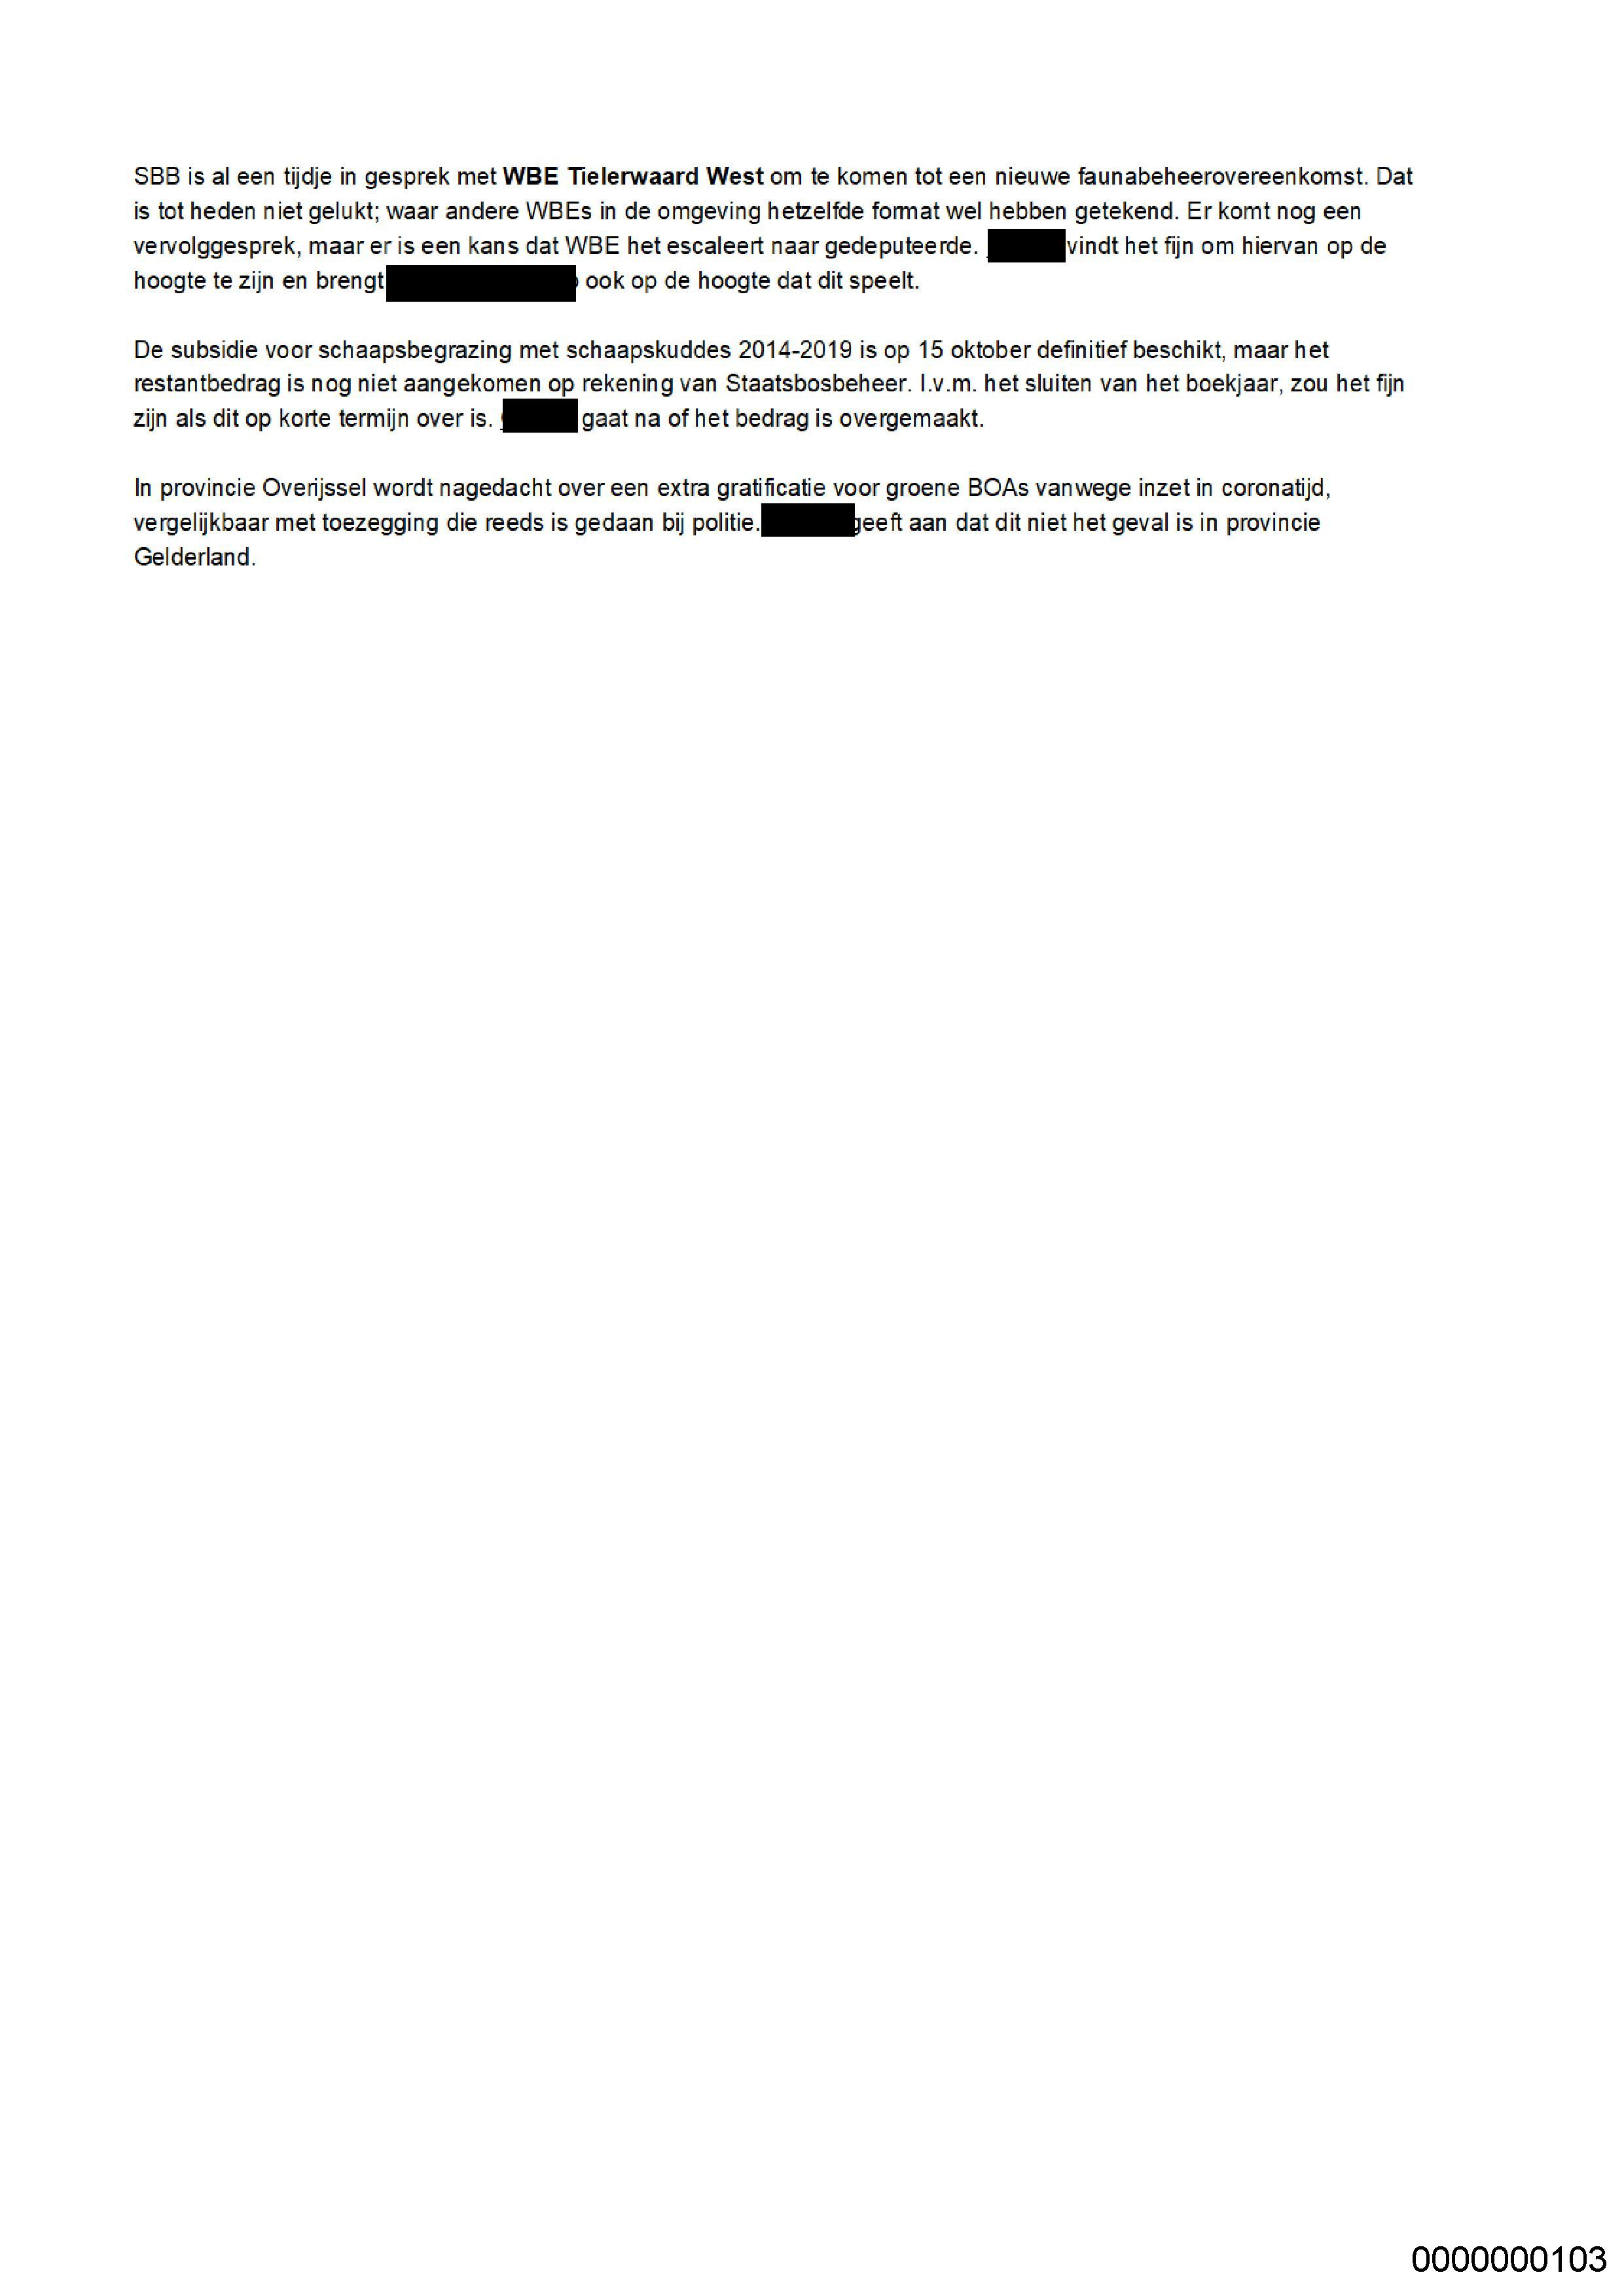 SBB is al een tijdje in gesprek met WBE Tielerwaard West om te komen tot een nieuwe faunabeheerovereenkomst. Dat
is tot heden niet gelukt; waar andere WBEs in de omgeving hetzelfde format wel hebben getekend. Er komt nog een
vervolggesprek, maar er is een kans dat WBE het escaleert naar gedeputeerde. vindt het fijn om hiervan op de
hoogte te zijn en brengt ook op de hoogte dat dit speelt.
De subsidie voor schaapsbegrazing met schaapskuddes 2014-2019 is op 15 oktober definitief beschikt, maar het
restantbedrag is nog niet aangekomen op rekening van Staatsbosbeheer. I.v.m. het sluiten van het boekjaar, zou het fijn
zijn als dit op korte termijn over is. gaat na of het bedrag is overgemaakt.
In provincie Overijssel wordt nagedacht over een extra gratificatie voor groene BOAs vanwege inzet in coronatijd,
vergelijkbaar met toezegging die reeds is gedaan bij politie. geeft aan dat dit niet het geval is in provincie
Gelderland.
0000000103